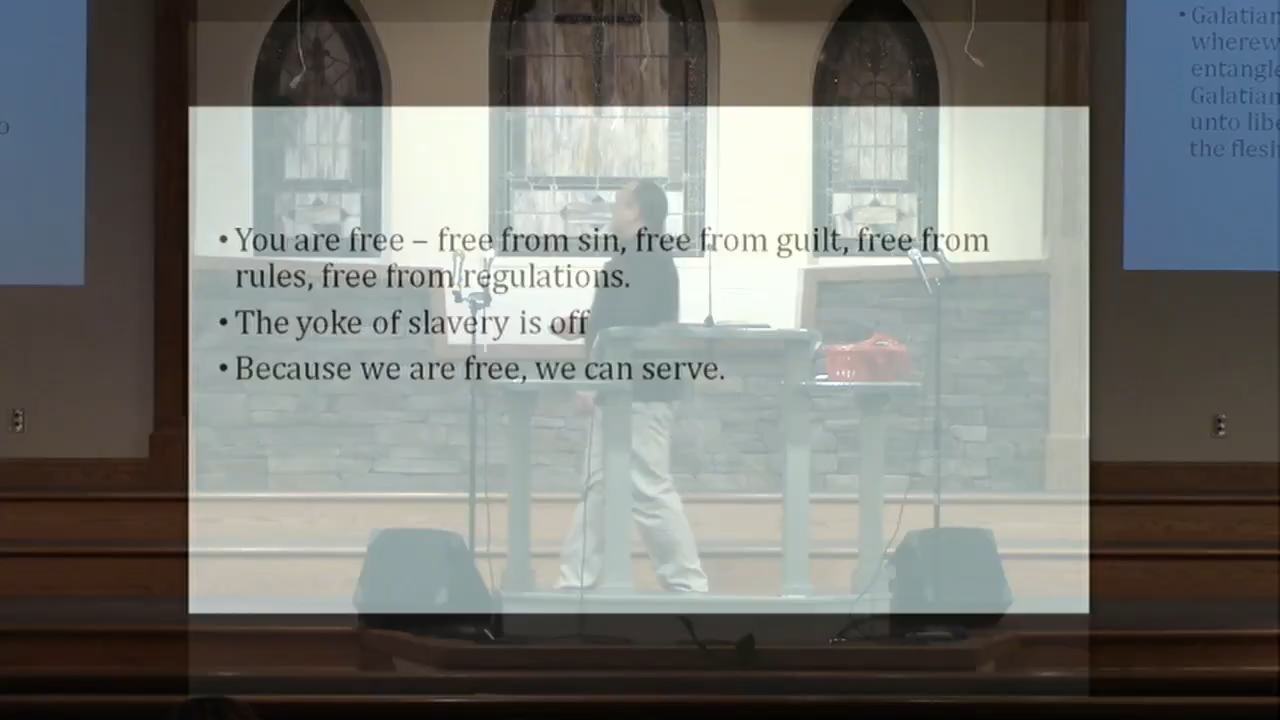 • You are free – free from sin, free from guilt, free from
rules, free from regulations.
• The yoke of slavery is off
• Because we are free, we can serve.
o
• Galatian
wherew
entangle
Galatian
unto libe
the flesh